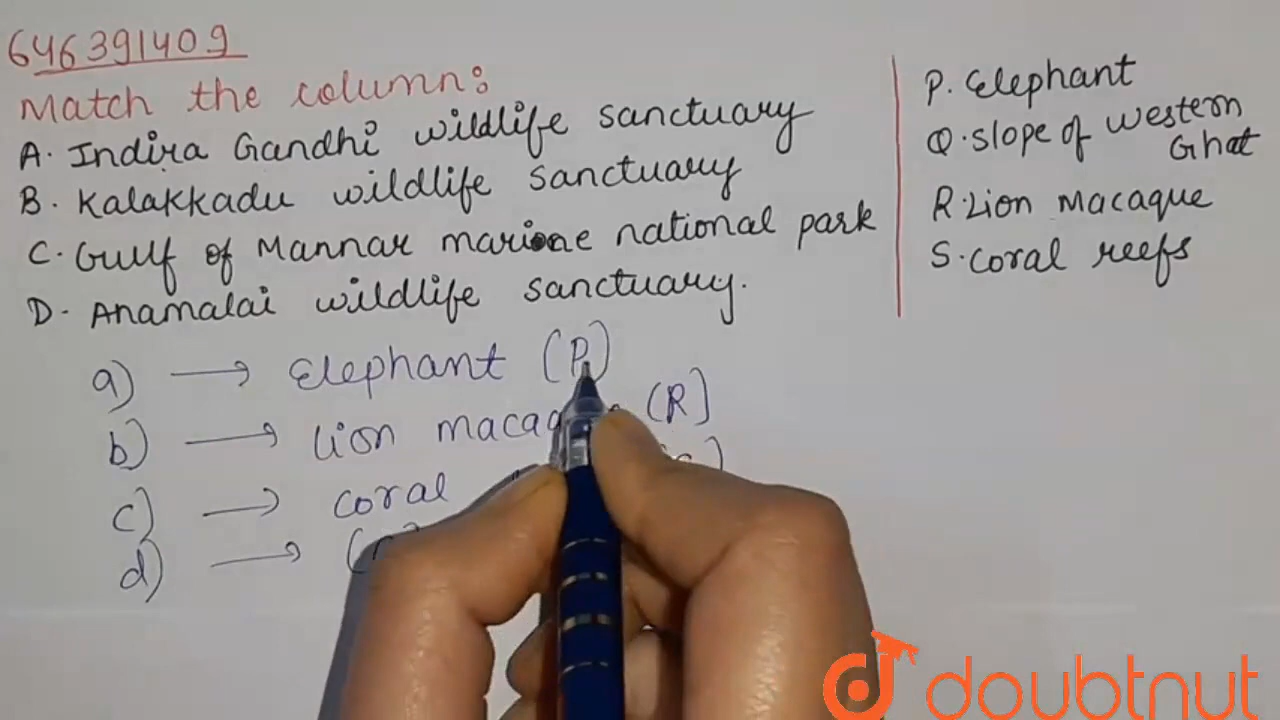 646391409
Match the column:
A. Indira Gandhi wildlife sanctuary
B. Kalakkadu wildlife sanctuary
C. Gulf of Mannar marine national park
D. Anamalai wildlife sanctuary.
P. Elephant
Q. Slope of western
Ghat
R. Lion Macaque
S. Coral reefs
a) → Elephant (P)
b) → Lion (R)
c) → coral
d) →
doubtnut